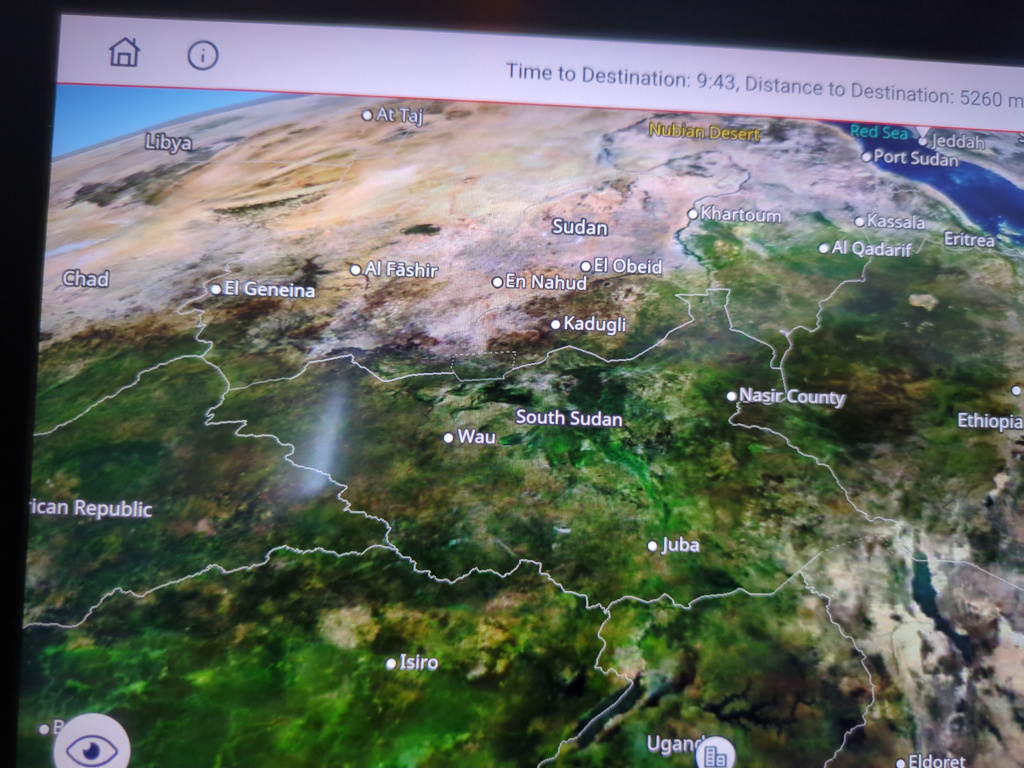 Time to Destination: 9:43, Distance to Destination: 5260 m
At Taj
Nubian Desert
Red Sea
Jeddah
Libya
Port Sudan
Khartoum
Kassala
Sudan
Eritrea
Al Qadarif
El Obeid
Al Fāshir
Chad
En Nahud
El Geneina
Kadugli
Nasir County
South Sudan
Ethiopia
Wau
ican Republic
Juba
Isiro
B
Ugand
Eldoret